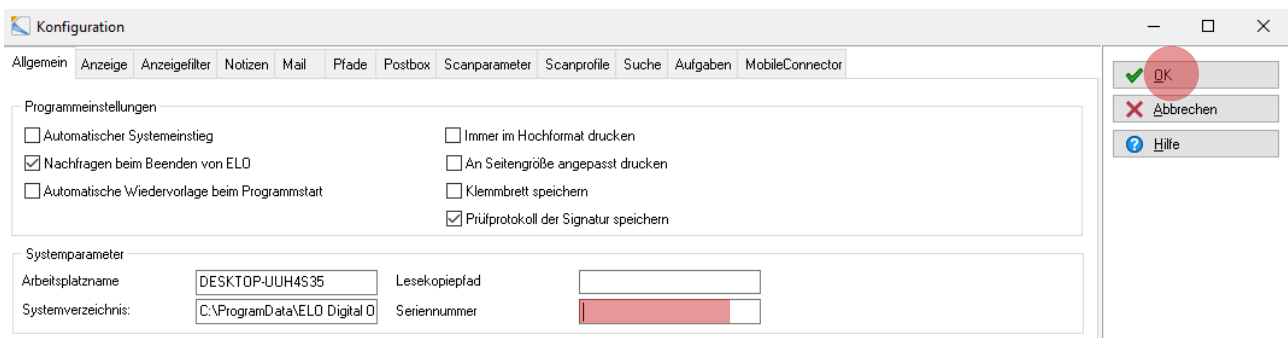 Konfiguration
Allgemein Anzeige Anzeigefilter Notizen Mail Pfade Postbox Scanparameter Scanprofile Suche Aufgaben MobileConnector
OK
Abbrechen
Hilfe
Programmeinstellungen
Automatischer Systemeinstieg
Immer im Hochformat drucken
Nachfragen beim Beenden von ELO
An Seitengröße angepasst drucken
Automatische Wiedervorlage beim Programmstart
Klemmbrett speichern
Prüfprotokoll der Signatur speichern
Systemparameter
Arbeitsplatzname DESKTOP-UUH4S35 Lesekopiepfad
Systemverzeichnis: C:\ProgramData\ELO Digital O Seriennummer